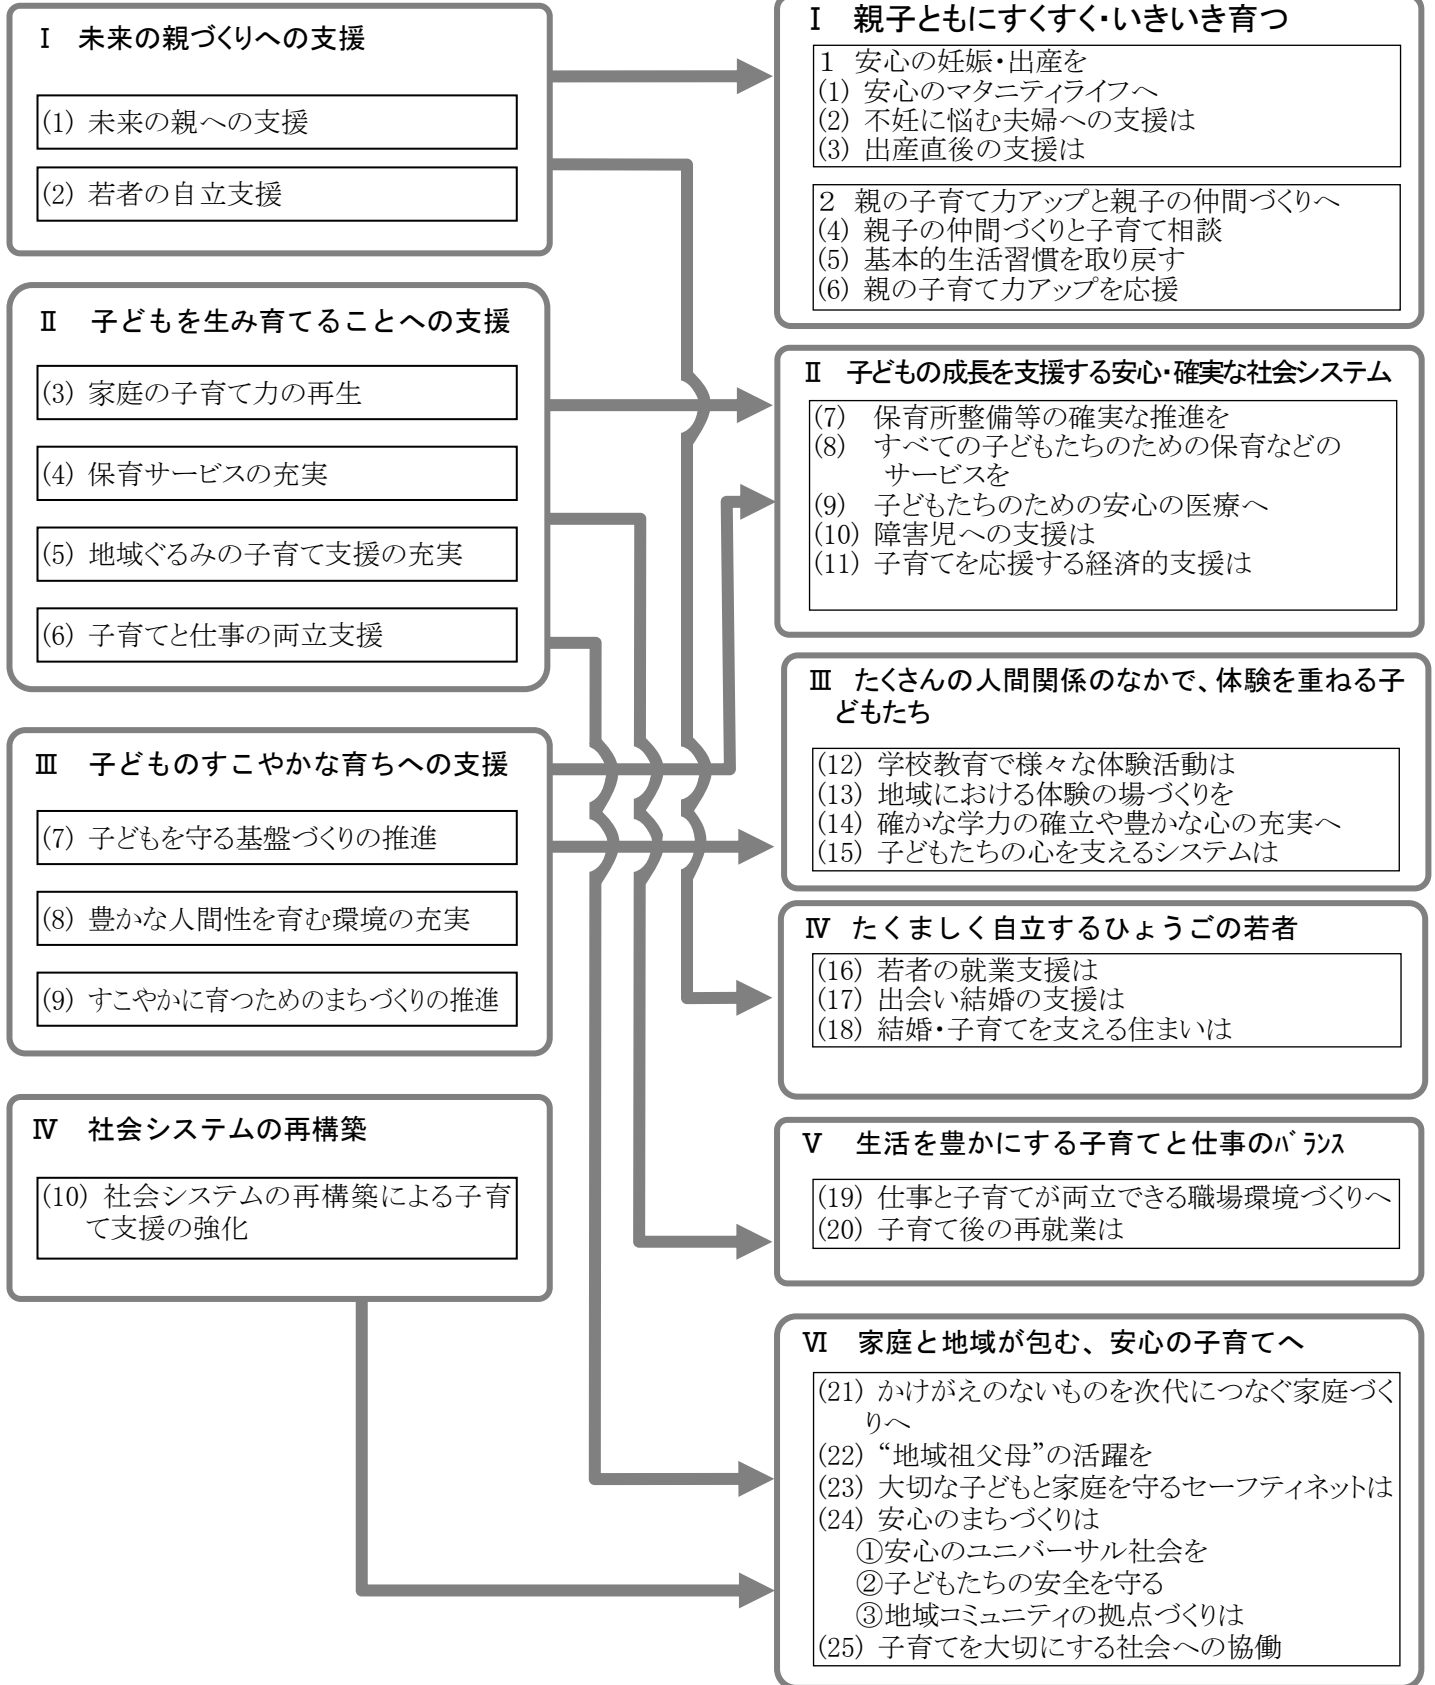 Ⅰ　未来の親づくりへの支援
(1) 未来の親への支援
(2) 若者の自立支援
Ⅱ　子どもを生み育てることへの支援
(3) 家庭の子育て力の再生
(4) 保育サービスの充実
(5) 地域ぐるみの子育て支援の充実
(6) 子育てと仕事の両立支援
Ⅲ　子どものすこやかな育ちへの支援
(7) 子どもを守る基盤づくりの推進
(8) 豊かな人間性を育む環境の充実
(9) すこやかに育つためのまちづくりの推進
Ⅳ　社会システムの再構築
(10) 社会システムの再構築による子育
て支援の強化
Ⅰ　親子ともにすくすく・いきいき育つ
1　安心の妊娠・出産を
(1) 安心のマタニティライフへ
(2) 不妊に悩む夫婦への支援は
(3) 出産直後の支援は
2　親の子育て力アップと親子の仲間づくりへ
(4) 親子の仲間づくりと子育て相談
(5) 基本的生活習慣を取り戻す
(6) 親の子育て力アップを応援
Ⅱ　子どもの成長を支援する安心・確実な社会システム
(7)　保育所整備等の確実な推進を
(8)　すべての子どもたちのための保育などの
サービスを
(9)　子どもたちのための安心の医療へ
(10) 障害児への支援は
(11) 子育てを応援する経済的支援は
Ⅲ　たくさんの人間関係のなかで、体験を重ねる子
どもたち
(12) 学校教育で様々な体験活動は
(13) 地域における体験の場づくりを
(14) 確かな学力の確立や豊かな心の充実へ
(15) 子どもたちの心を支えるシステムは
Ⅳ　たくましく自立するひょうごの若者
(16) 若者の就業支援は
(17) 出会い結婚の支援は
(18) 結婚・子育てを支える住まいは
Ⅴ　生活を豊かにする子育てと仕事のﾊﾞﾗﾝｽ
(19) 仕事と子育てが両立できる職場環境づくりへ
(20) 子育て後の再就業は
Ⅵ　家庭と地域が包む、安心の子育てへ
(21) かけがえのないものを次代につなぐ家庭づく
りへ
(22) “地域祖父母”の活躍を
(23) 大切な子どもと家庭を守るセーフティネットは
(24) 安心のまちづくりは
①安心のユニバーサル社会を
②子どもたちの安全を守る
③地域コミュニティの拠点づくりは
(25) 子育てを大切にする社会への協働